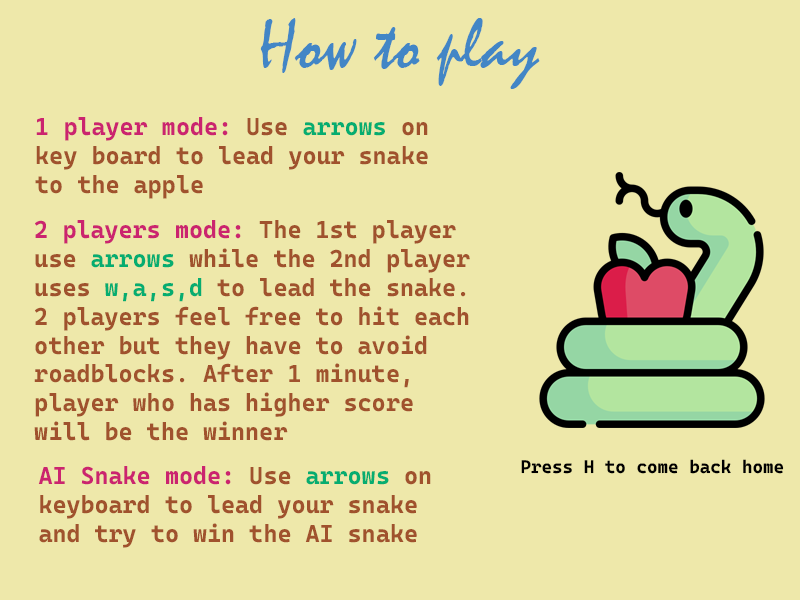 How to play
1 player mode: Use arrows on
key board to lead your snake
to the apple
2 players mode: The 1st player
use arrows while the 2nd player
uses w,a,s,d to lead the snake.
2 players feel free to hit each
other but they have to avoid
roadblocks. After 1 minute,
player who has higher score
will be the winner
AI Snake mode: Use arrows on
keyboard to lead your snake
and try to win the AI snake
Press H to come back home